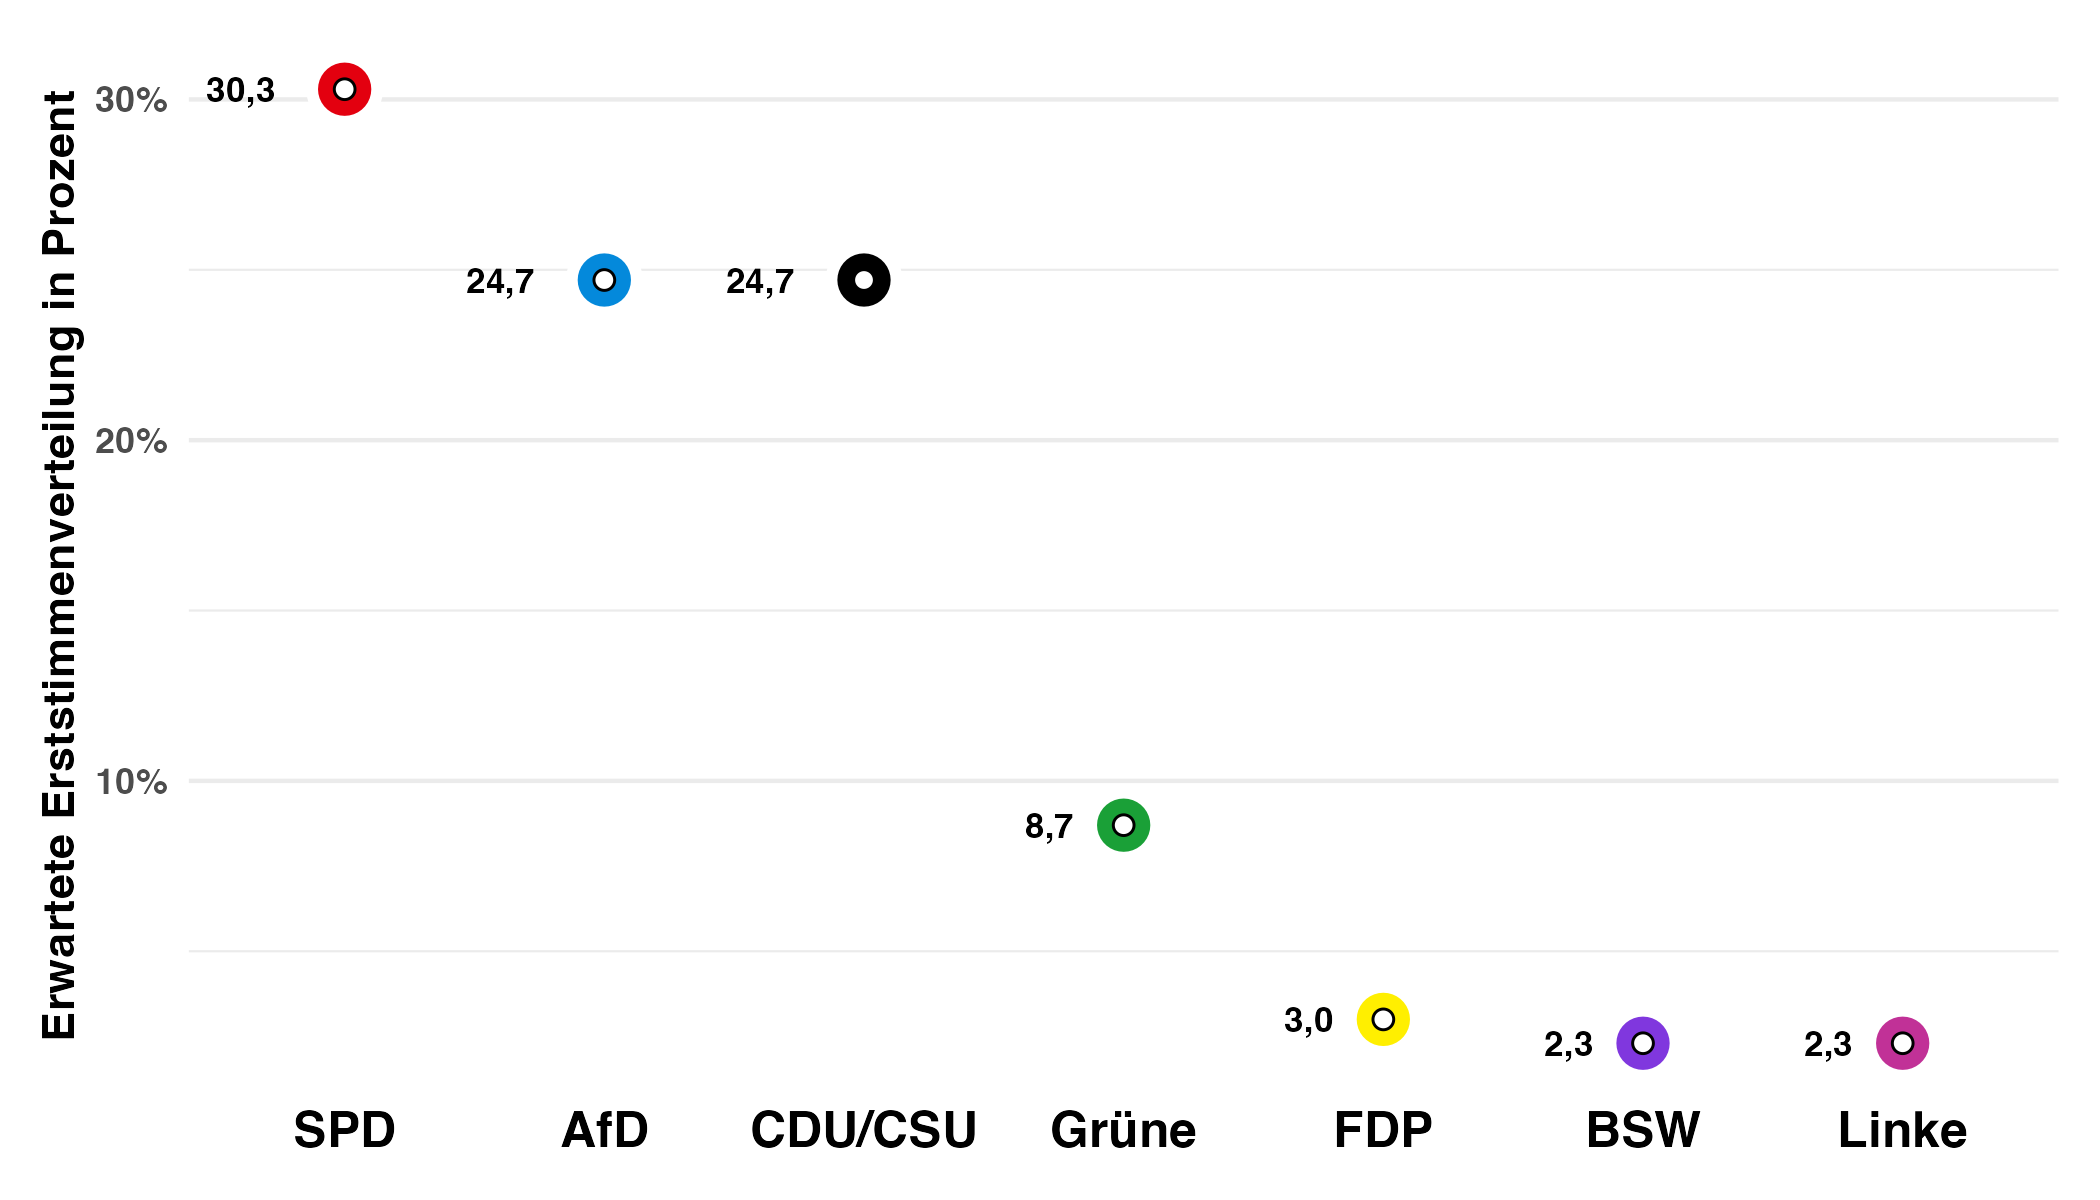 Erwartete Erststimmenverteilung in Prozent
30%
20%
10%
30,3
24,7
24,7
8,7
3,0
2,3
2,3
SPD
AfD
CDU/CSU
Grüne
FDP
BSW
Linke